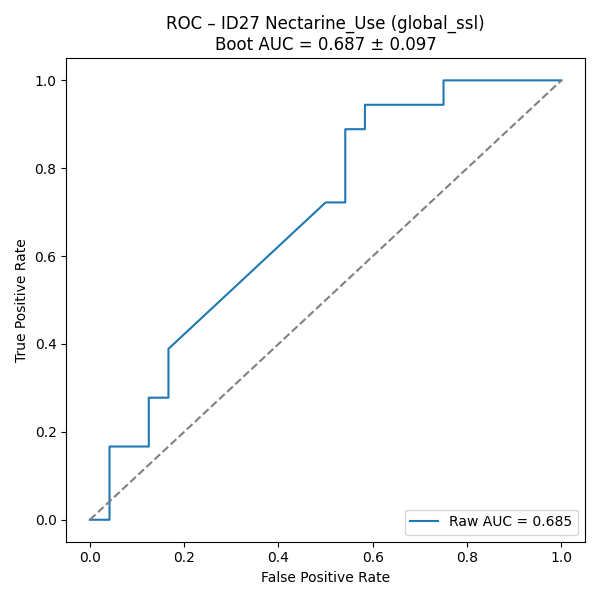 ROC – ID27 Nectarine_Use (global_ssl)
Boot AUC = 0.687 ± 0.097
True Positive Rate
1.0
0.8
0.6
0.4
0.2
0.0
Raw AUC = 0.685
0.0 0.2 0.4 0.6 0.8 1.0
False Positive Rate